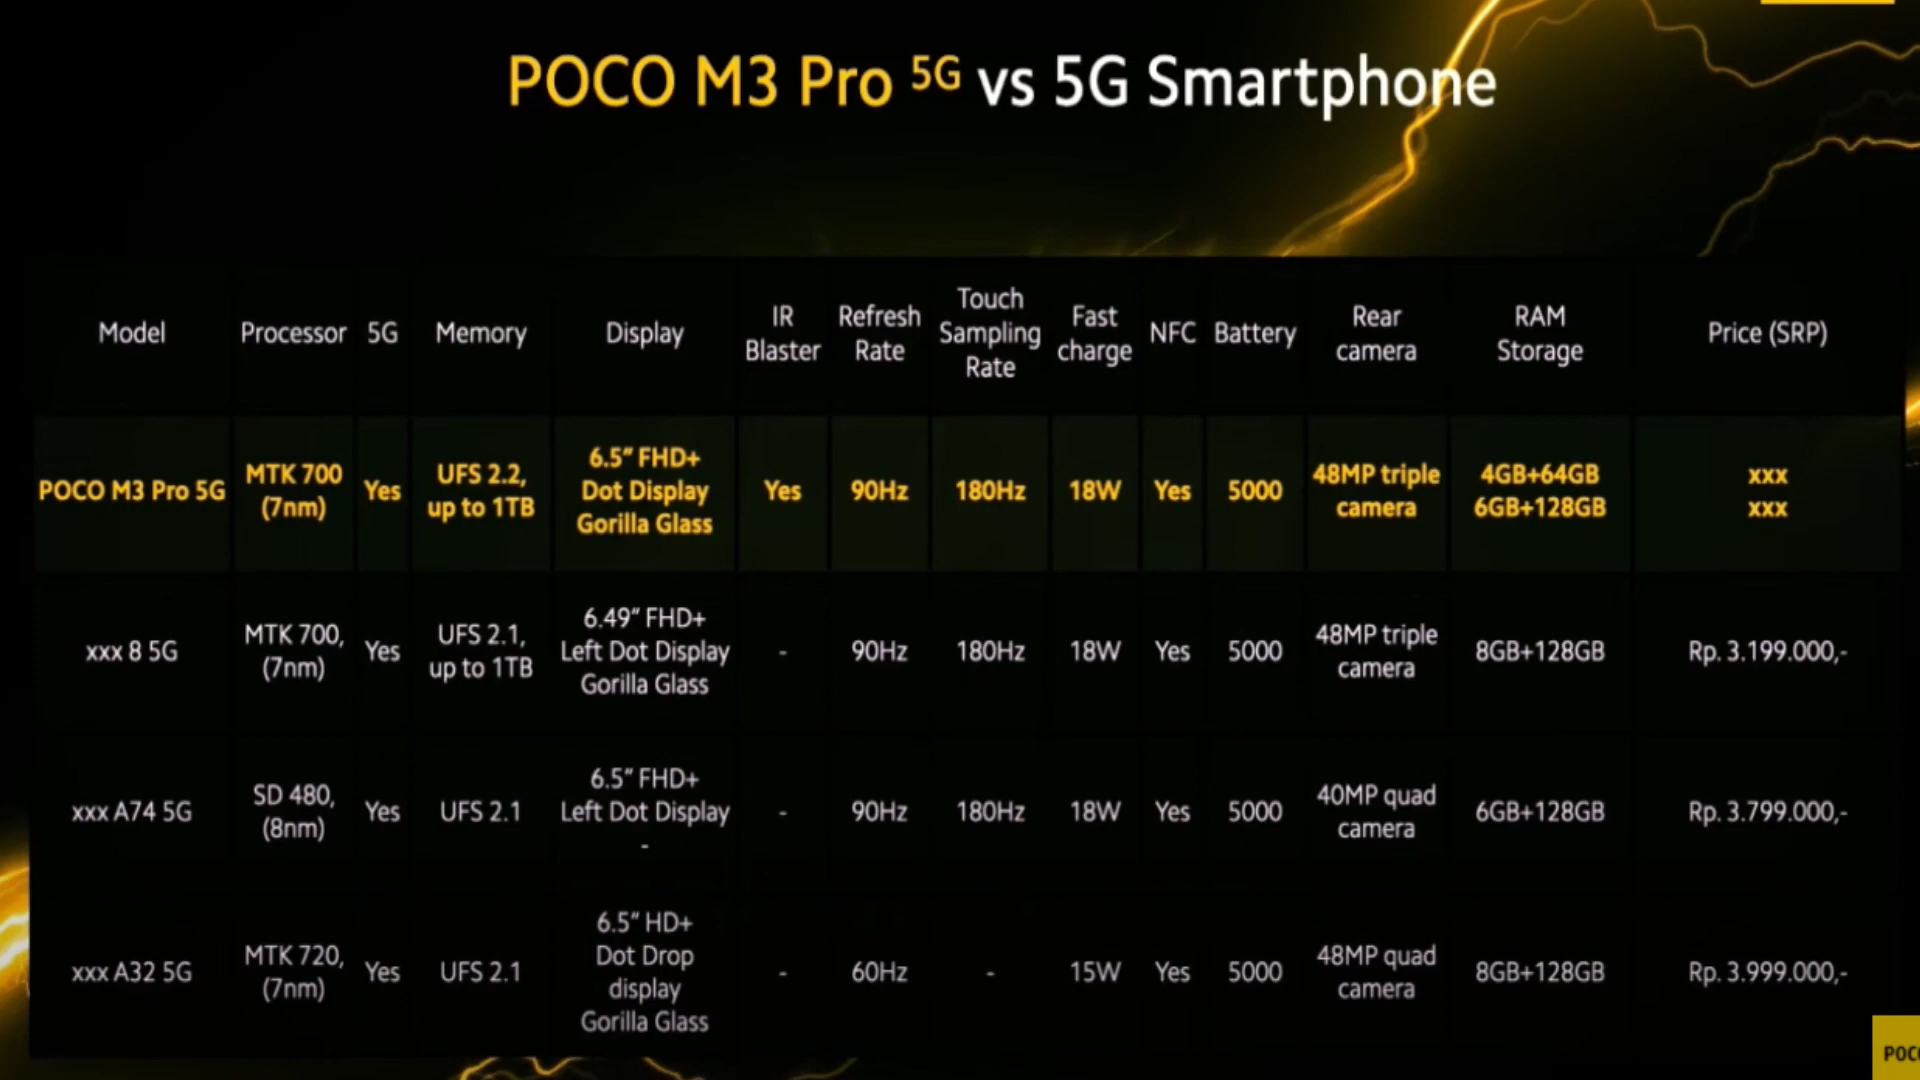 POCO M3 Pro 5G vs 5G Smartphone
Model
Processor
5G
Memory
Display
IR
Blaster
Refresh
Rate
Touch
Sampling
Rate
Fast
charge
NFC
Battery
Rear
camera
RAM
Storage
Price (SRP)
POCO M3 Pro 5G
MTK 700
(7nm)
Yes
UFS 2.2,
up to 1TB
6.5” FHD+
Dot Display
Gorilla Glass
Yes
90Hz
180Hz
18W
Yes
5000
48MP triple
camera
4GB+64GB
6GB+128GB
xxx
xxx
xxx 8 5G
MTK 700,
(7nm)
Yes
UFS 2.1,
up to 1TB
6.49” FHD+
Left Dot Display
Gorilla Glass
-
90Hz
180Hz
18W
Yes
5000
48MP triple
camera
8GB+128GB
Rp. 3.199.000,-
xxx A74 5G
SD 480,
(8nm)
Yes
UFS 2.1
6.5” FHD+
Left Dot Display
-
-
90Hz
180Hz
18W
Yes
5000
40MP quad
camera
6GB+128GB
Rp. 3.799.000,-
xxx A32 5G
MTK 720,
(7nm)
Yes
UFS 2.1
6.5” HD+
Dot Drop
display
Gorilla Glass
-
60Hz
-
15W
Yes
5000
48MP quad
camera
8GB+128GB
Rp. 3.999.000,-